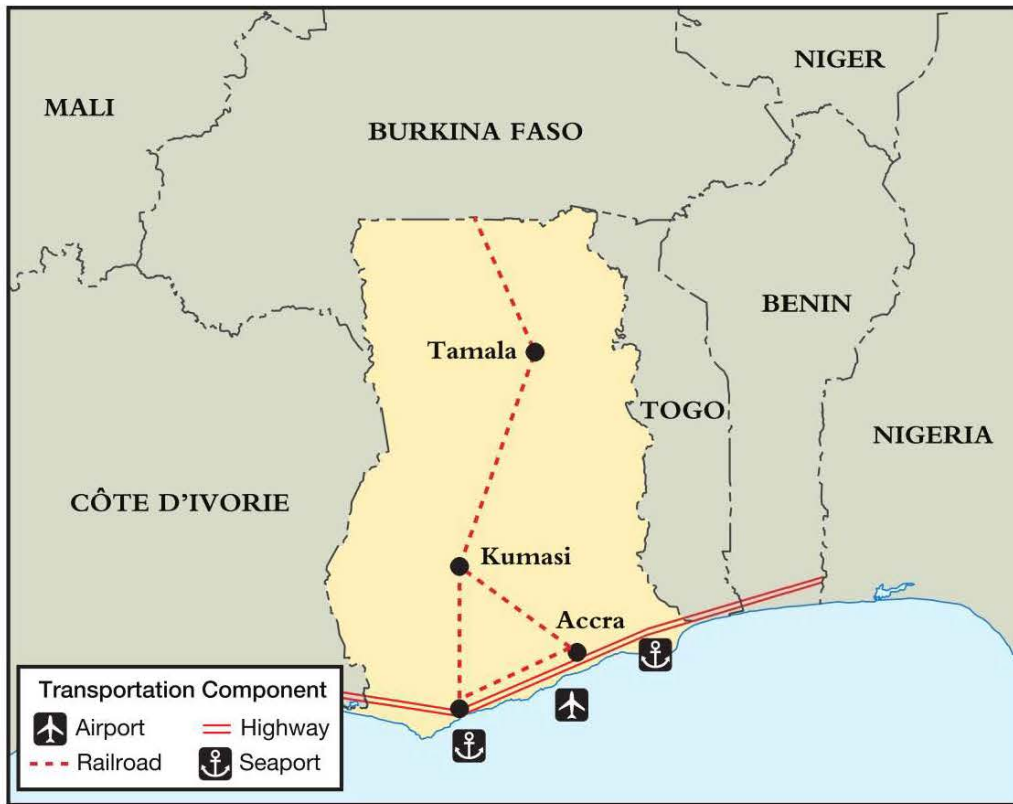 NIGER
MALI
BURKINA FASO
BENIN
Tamala
TOGO
NIGERIA
CÔTE D'IVORIE
Kumasi
Accra
Transportation Component
Airport
Highway
Railroad
Seaport